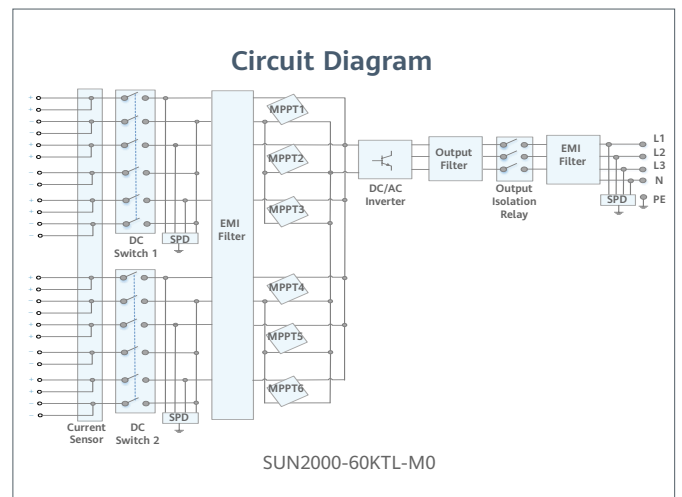 Circuit Diagram
MPPT1
MPPT2
MPPT3
MPPT4
MPPT5
MPPT6
DC
Switch 1
SPD
EMI
Filter
DC/AC
Inverter
Output
Filter
Output
Isolation
Relay
EMI
Filter
L1
L2
L3
N
PE
SPD
Current
Sensor
DC
Switch 2
SPD
SUN2000-60KTL-M0